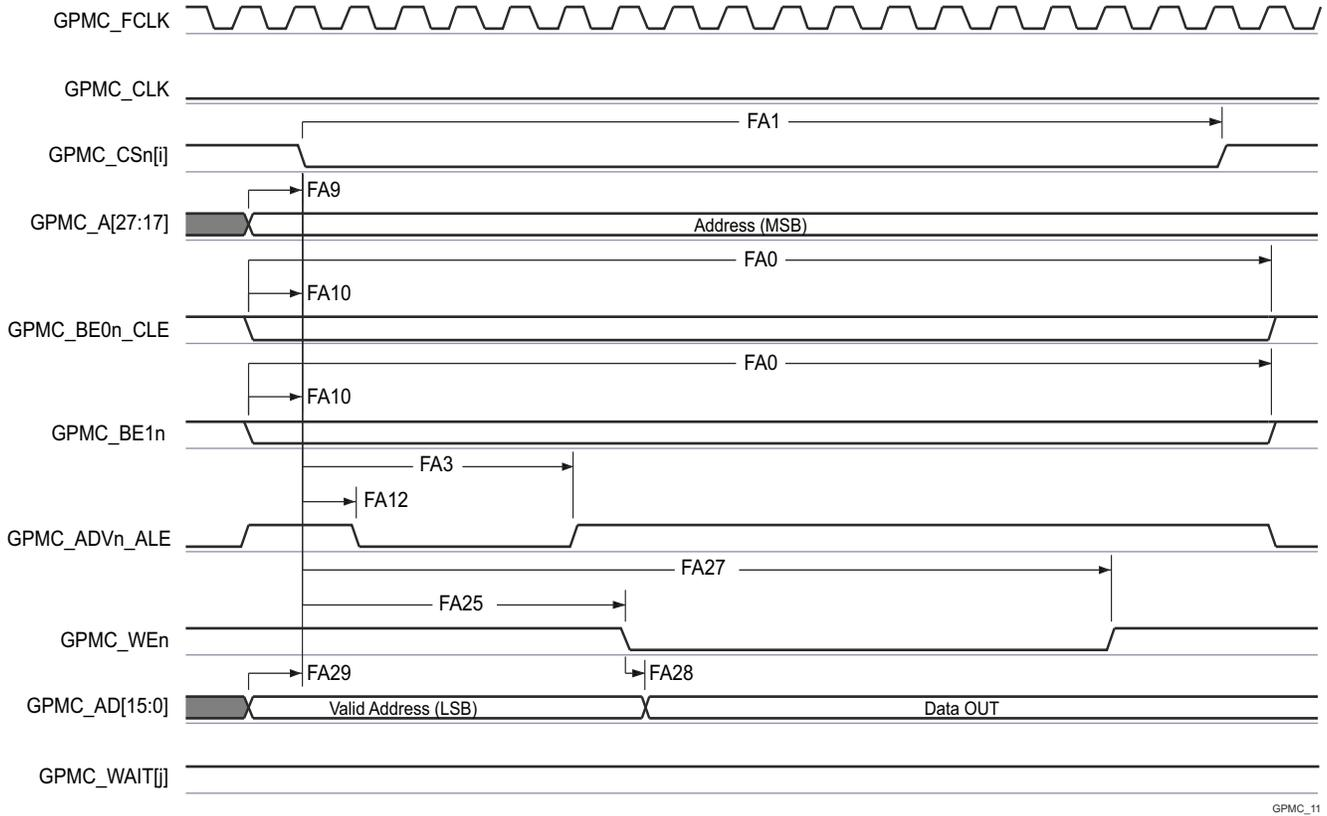 GPMC_FCLK
GPMC_CLK
FA1
GPMC_CSn[i]
FA9
GPMC_A[27:17]
Address (MSB)
FA0
FA10
GPMC_BE0n_CLE
FA0
FA10
GPMC_BE1n
FA3
FA12
GPMC_ADVn_ALE
FA27
FA25
GPMC_WEn
FA29
FA28
GPMC_AD[15:0]
Valid Address (LSB)
Data OUT
GPMC_WAIT[j]
GPMC_11